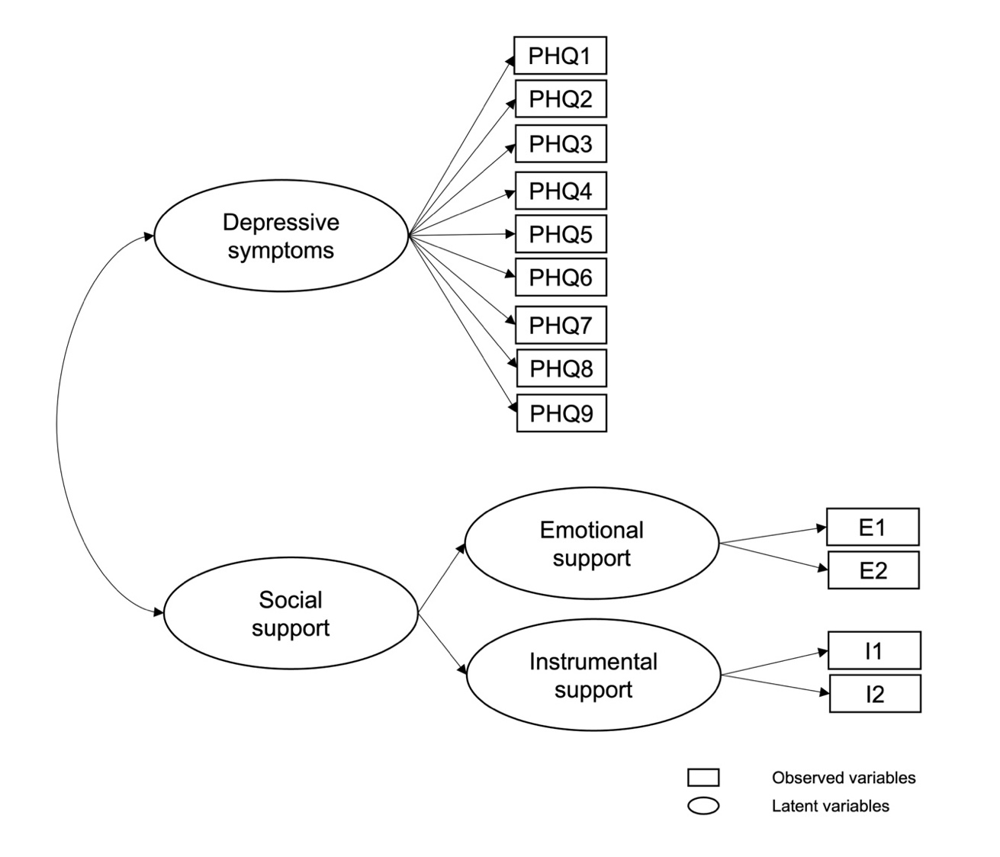 PHQ1
PHQ2
PHQ3
PHQ4
PHQ5
PHQ6
PHQ7
PHQ8
PHQ9
Depressive
symptoms
Social
support
Emotional
support
Instrumental
support
E1
E2
I1
I2
Observed variables
Latent variables